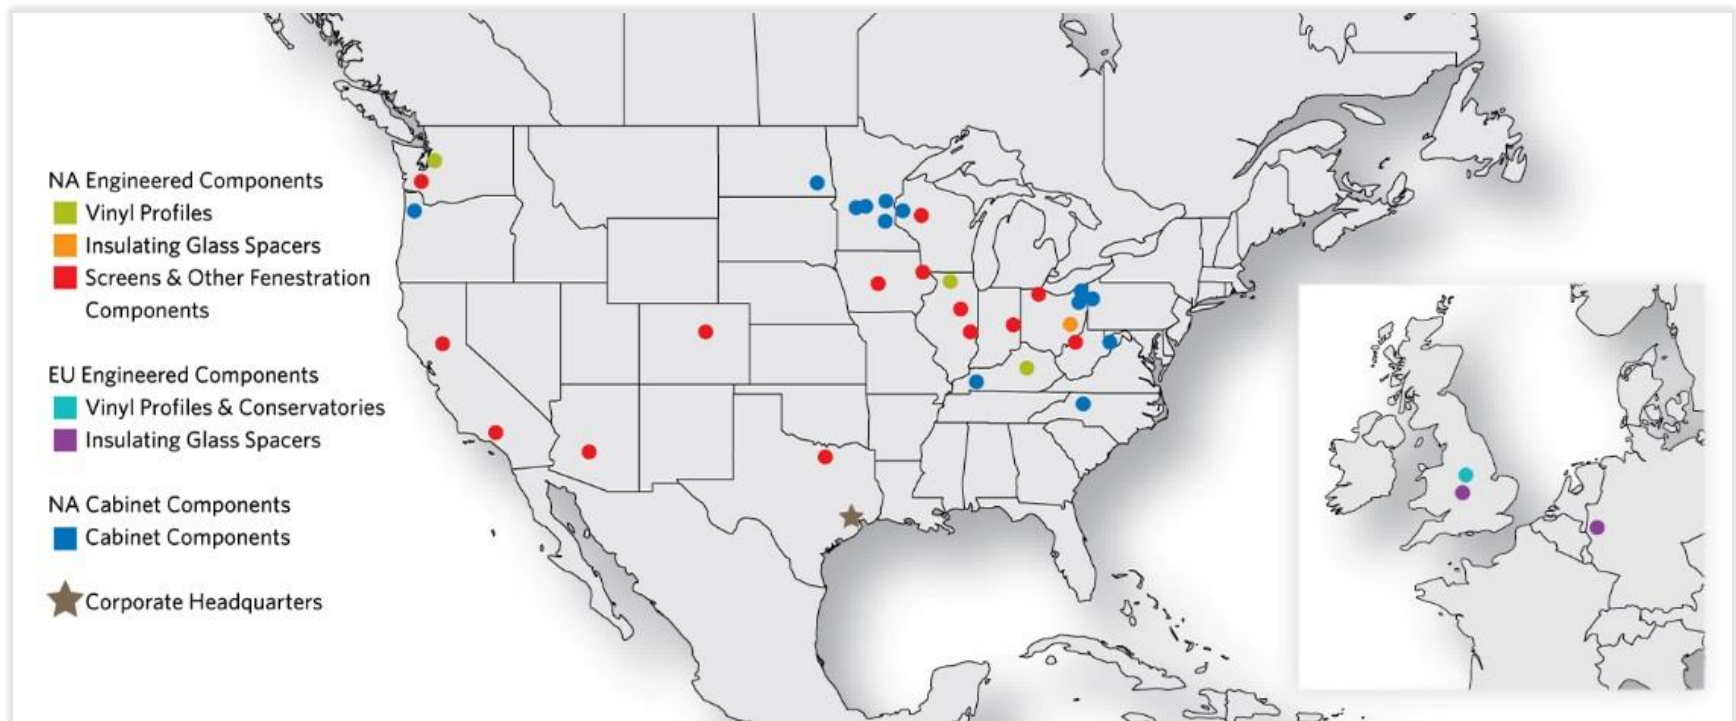 NA Engineered Components
Vinyl Profiles
Insulating Glass Spacers
Screens & Other Fenestration
Components
EU Engineered Components
Vinyl Profiles & Conservatories
Insulating Glass Spacers
NA Cabinet Components
Cabinet Components
Corporate Headquarters